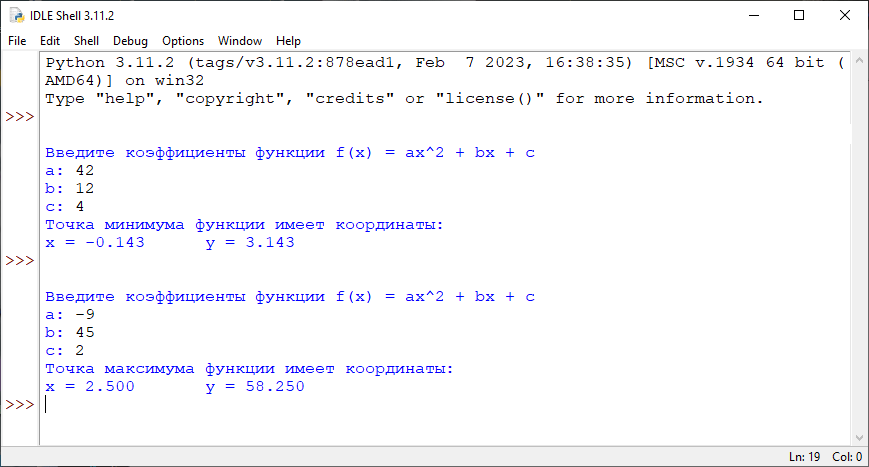 IDLE Shell 3.11.2
File Edit Shell Debug Options Window Help
Python 3.11.2 (tags/v3.11.2:878ead1, Feb  7 2023, 16:38:35) [MSC v.1934 64 bit (
AMD64)] on win32
Type "help", "copyright", "credits" or "license()" for more information.
>>>
Введите коэффициенты функции f(x) = ax^2 + bx + c
a: 42
b: 12
c: 4
Точка минимума функции имеет координаты:
x = -0.143      y = 3.143
>>>
Введите коэффициенты функции f(x) = ax^2 + bx + c
a: -9
b: 45
c: 2
Точка максимума функции имеет координаты:
x = 2.500       y = 58.250
>>>
Ln: 19 Col: 0